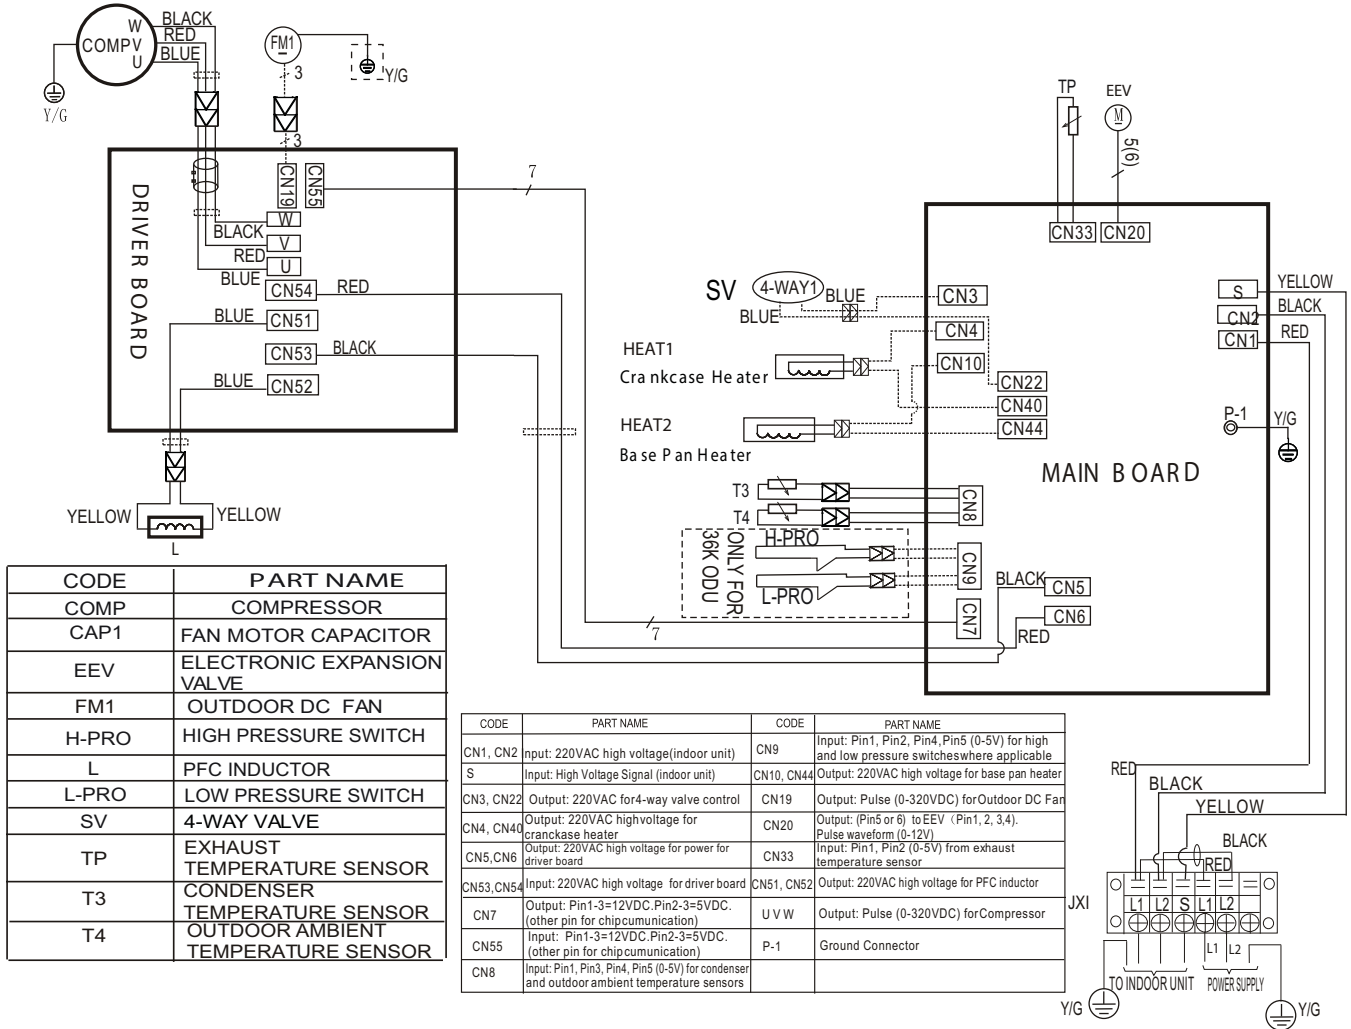 BLACK
RED
BLUE
W
COMP V
U
Y/G
FM1
3
Y/G
3
CN19
CN55
DRIVER BOARD
W
BLACK
V
RED
U
BLUE
CN54
RED
BLUE
CN51
CN53
BLACK
BLUE
CN52
YELLOW
YELLOW
L
7
7
TP
EEV
M
5(6)
CN33
CN20
SV
4-WAY1
BLUE
BLUE
CN3
CN4
HEAT1
Crankcase Heater
CN10
CN22
CN40
CN44
HEAT2
Base Pan Heater
T3
T4
CN8
H-PRO
L-PRO
ONLY FOR
36K ODU
CN9
CN7
BLACK
CN5
CN6
RED
MAIN BOARD
S
YELLOW
CN2
BLACK
CN1
RED
P-1
Y/G
CODE PART NAME
COMP COMPRESSOR
CAP1 FAN MOTOR CAPACITOR
EEV ELECTRONIC EXPANSION
VALVE
FM1 OUTDOOR DC FAN
H-PRO HIGH PRESSURE SWITCH
L PFC INDUCTOR
L-PRO LOW PRESSURE SWITCH
SV 4-WAY VALVE
TP EXHAUST
TEMPERATURE SENSOR
T3 CONDENSER
TEMPERATURE SENSOR
T4 OUTDOOR AMBIENT
TEMPERATURE SENSOR
CODE PART NAME CODE PART NAME
CN1, CN2 Input: 220VAC high voltage(indoor unit)
CN9 Input: Pin1, Pin2, Pin4,Pin5 (0-5V) for high
and low pressure switcheswhere applicable
S Input: High Voltage Signal (indoor unit)
CN10, CN44 Output: 220VAC high voltage for base pan heater
CN3, CN22 Output: 220VAC for4-way valve control
CN19 Output: Pulse (0-320VDC) forOutdoor DC Fan
CN4, CN40 Output: 220VAC highvoltage for
cranckase heater
CN20 Output: (Pin5 or 6) to EEV (Pin1, 2, 3,4).
Pulse waveform (0-12V)
CN5,CN6 Output: 220VAC high voltage for power for
driver board
CN33 Input: Pin1, Pin2 (0-5V) from exhaust
temperature sensor
CN53,CN54 Input: 220VAC high voltage for driver board
CN51, CN52 Output: 220VAC high voltage for PFC inductor
CN7 Output: Pin1-3=12VDC.Pin2-3=5VDC.
(other pin for chipcumunication)
U V W Output: Pulse (0-320VDC) forCompressor
CN55 Input: Pin1-3=12VDC.Pin2-3=5VDC.
(other pin for chipcumunication)
P-1 Ground Connector
CN8 Input: Pin1, Pin3, Pin4, Pin5 (0-5V) for condenser
and outdoor ambient temperature sensors
RED
BLACK
YELLOW
BLACK
RED
JX1
L1 L2 S L1 L2
L1 L2
TO INDOOR UNIT POWER SUPPLY
Y/G
Y/G